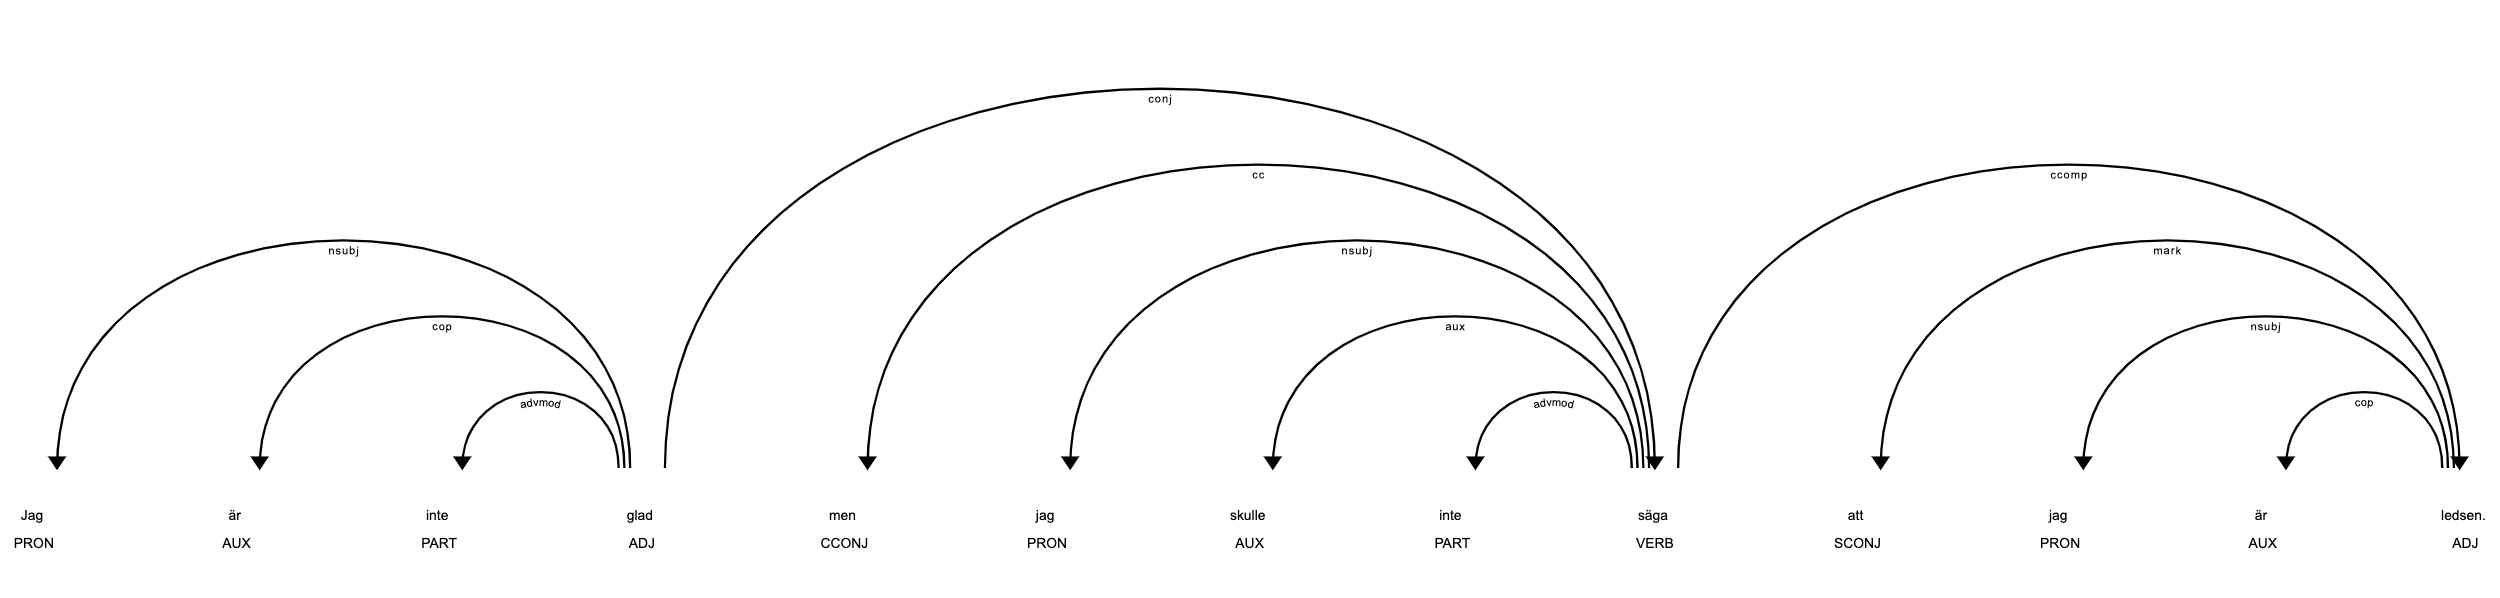 conj
cc
ccomp
nsubj
nsubj
mark
cop
aux
nsubj
advmod
advmod
cop
Jag är inte glad men jag skulle inte säga att jag är ledsen.
PRON AUX PART ADJ CCONJ PRON AUX PART VERB SCONJ PRON AUX ADJ